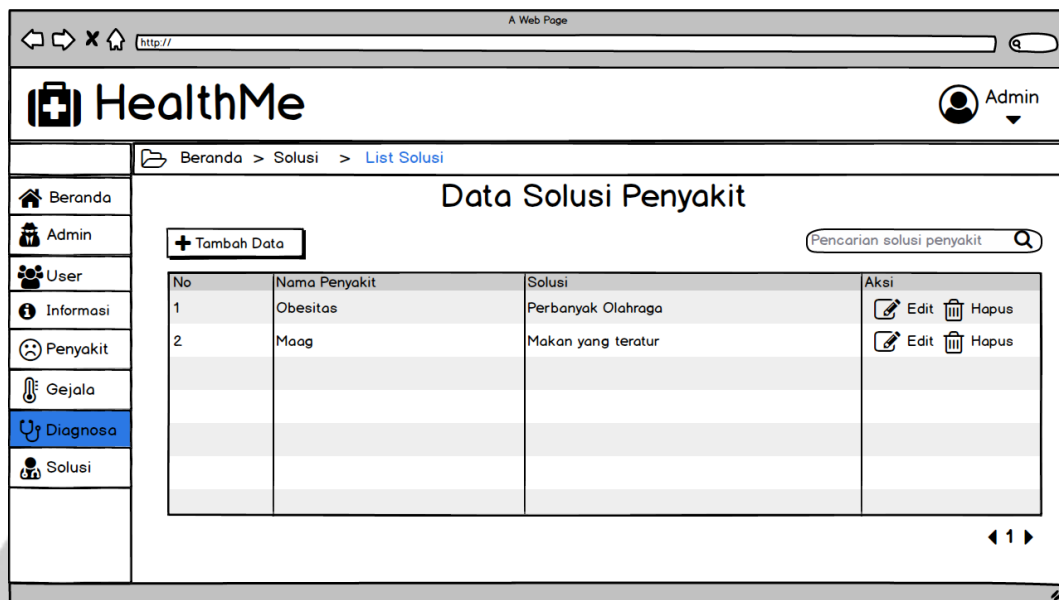 A Web Page
http://
HealthMe
Admin
Beranda > Solusi > List Solusi
Beranda
Admin
User
Informasi
Penyakit
Gejala
Diagnosa
Solusi
Data Solusi Penyakit
Tambah Data
Pencarian solusi penyakit
No Nama Penyakit Solusi Aksi
1 Obesitas Perbanyak Olahraga Edit Hapus
2 Maag Makan yang teratur Edit Hapus
1